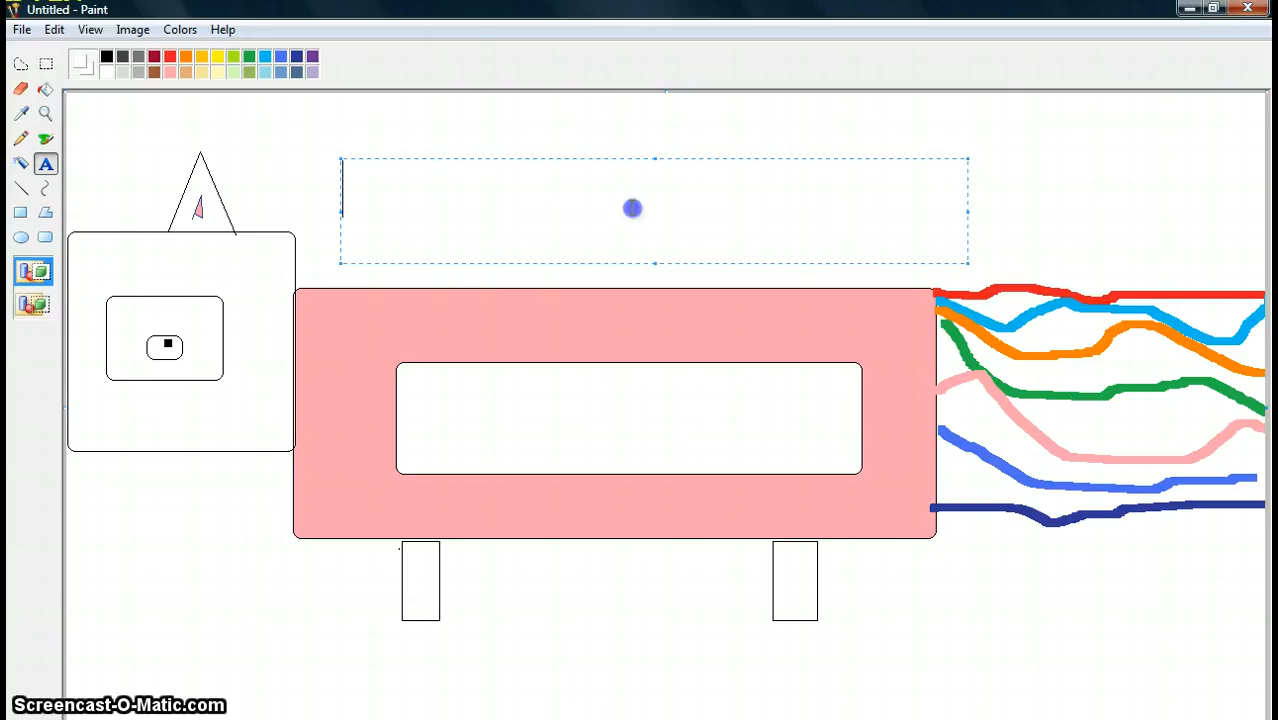 Untitled - Paint
File Edit View Image Colors Help
A
Screencast-O-Matic.com